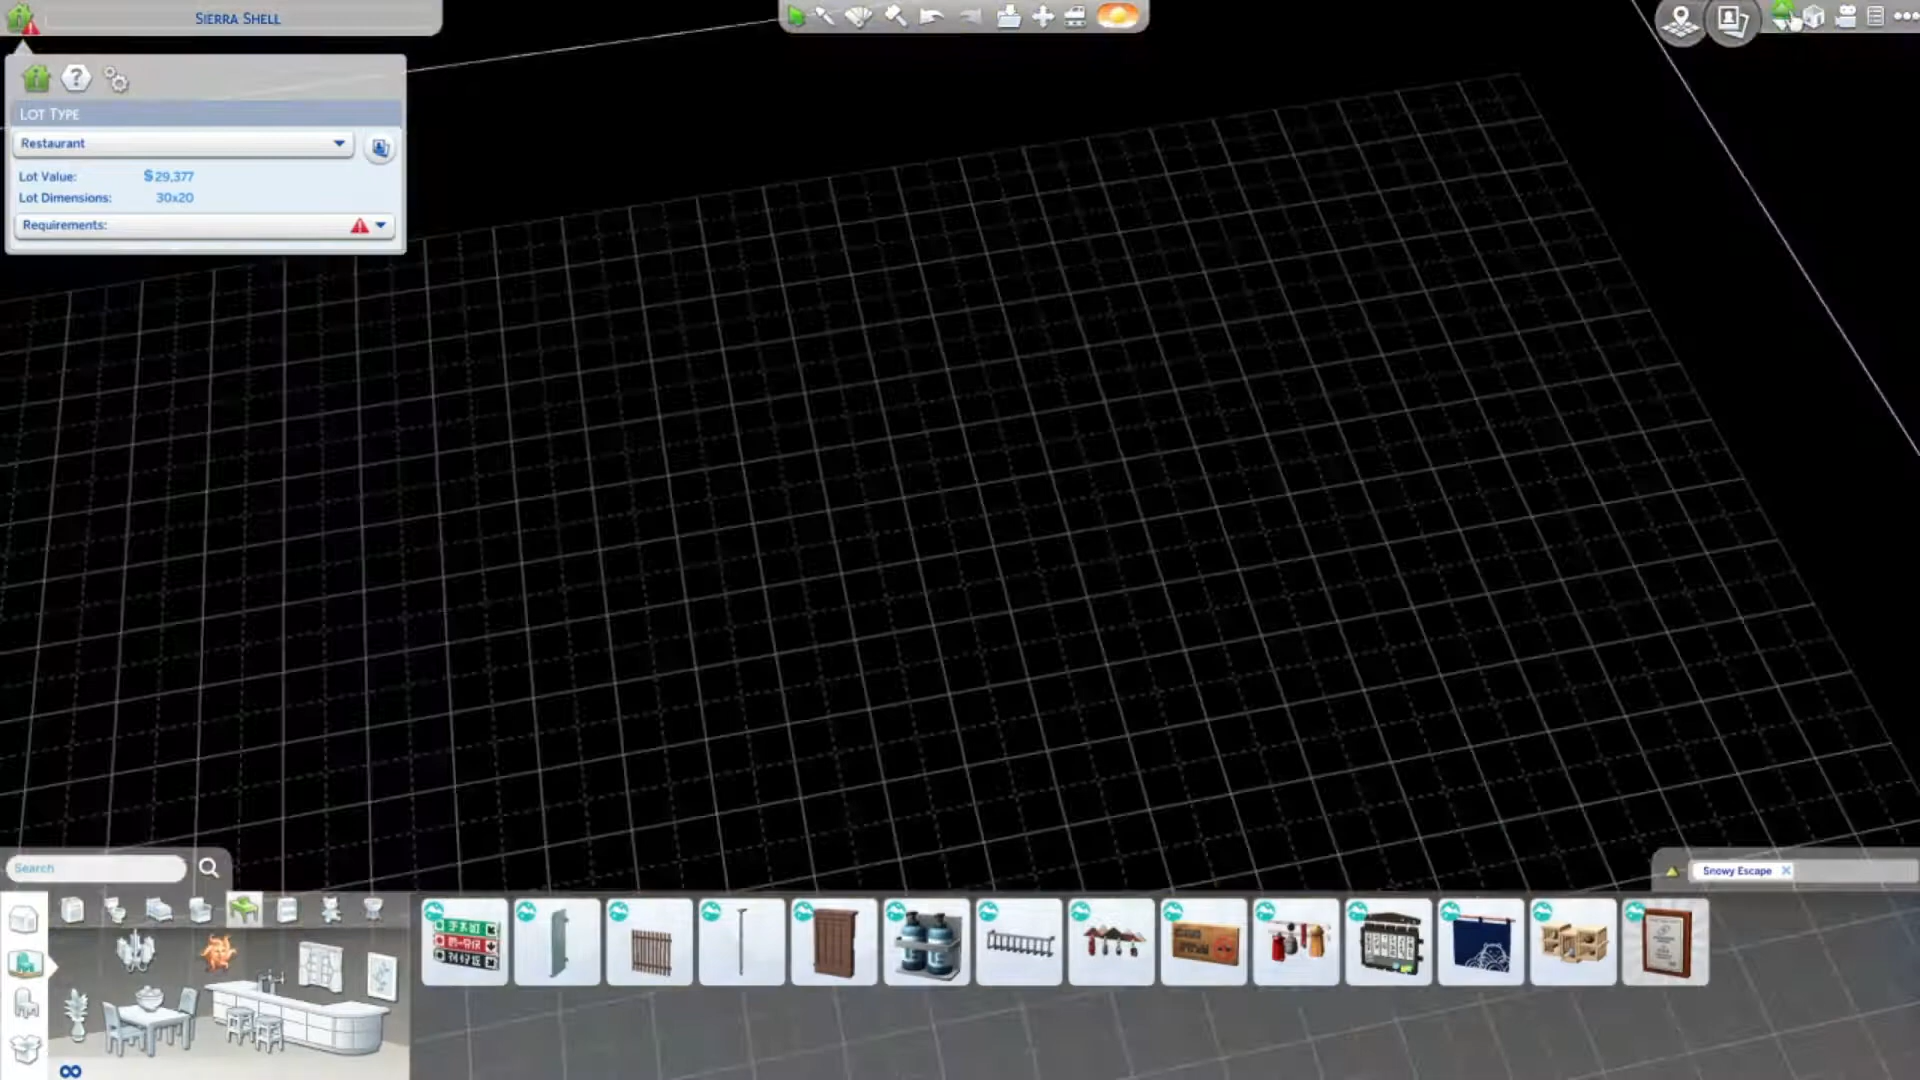 SIERRA SHELL
LOT TYPE
Restaurant
Lot Value: $29,377
Lot Dimensions: 30x20
Requirements:
Search
Snowy Escape